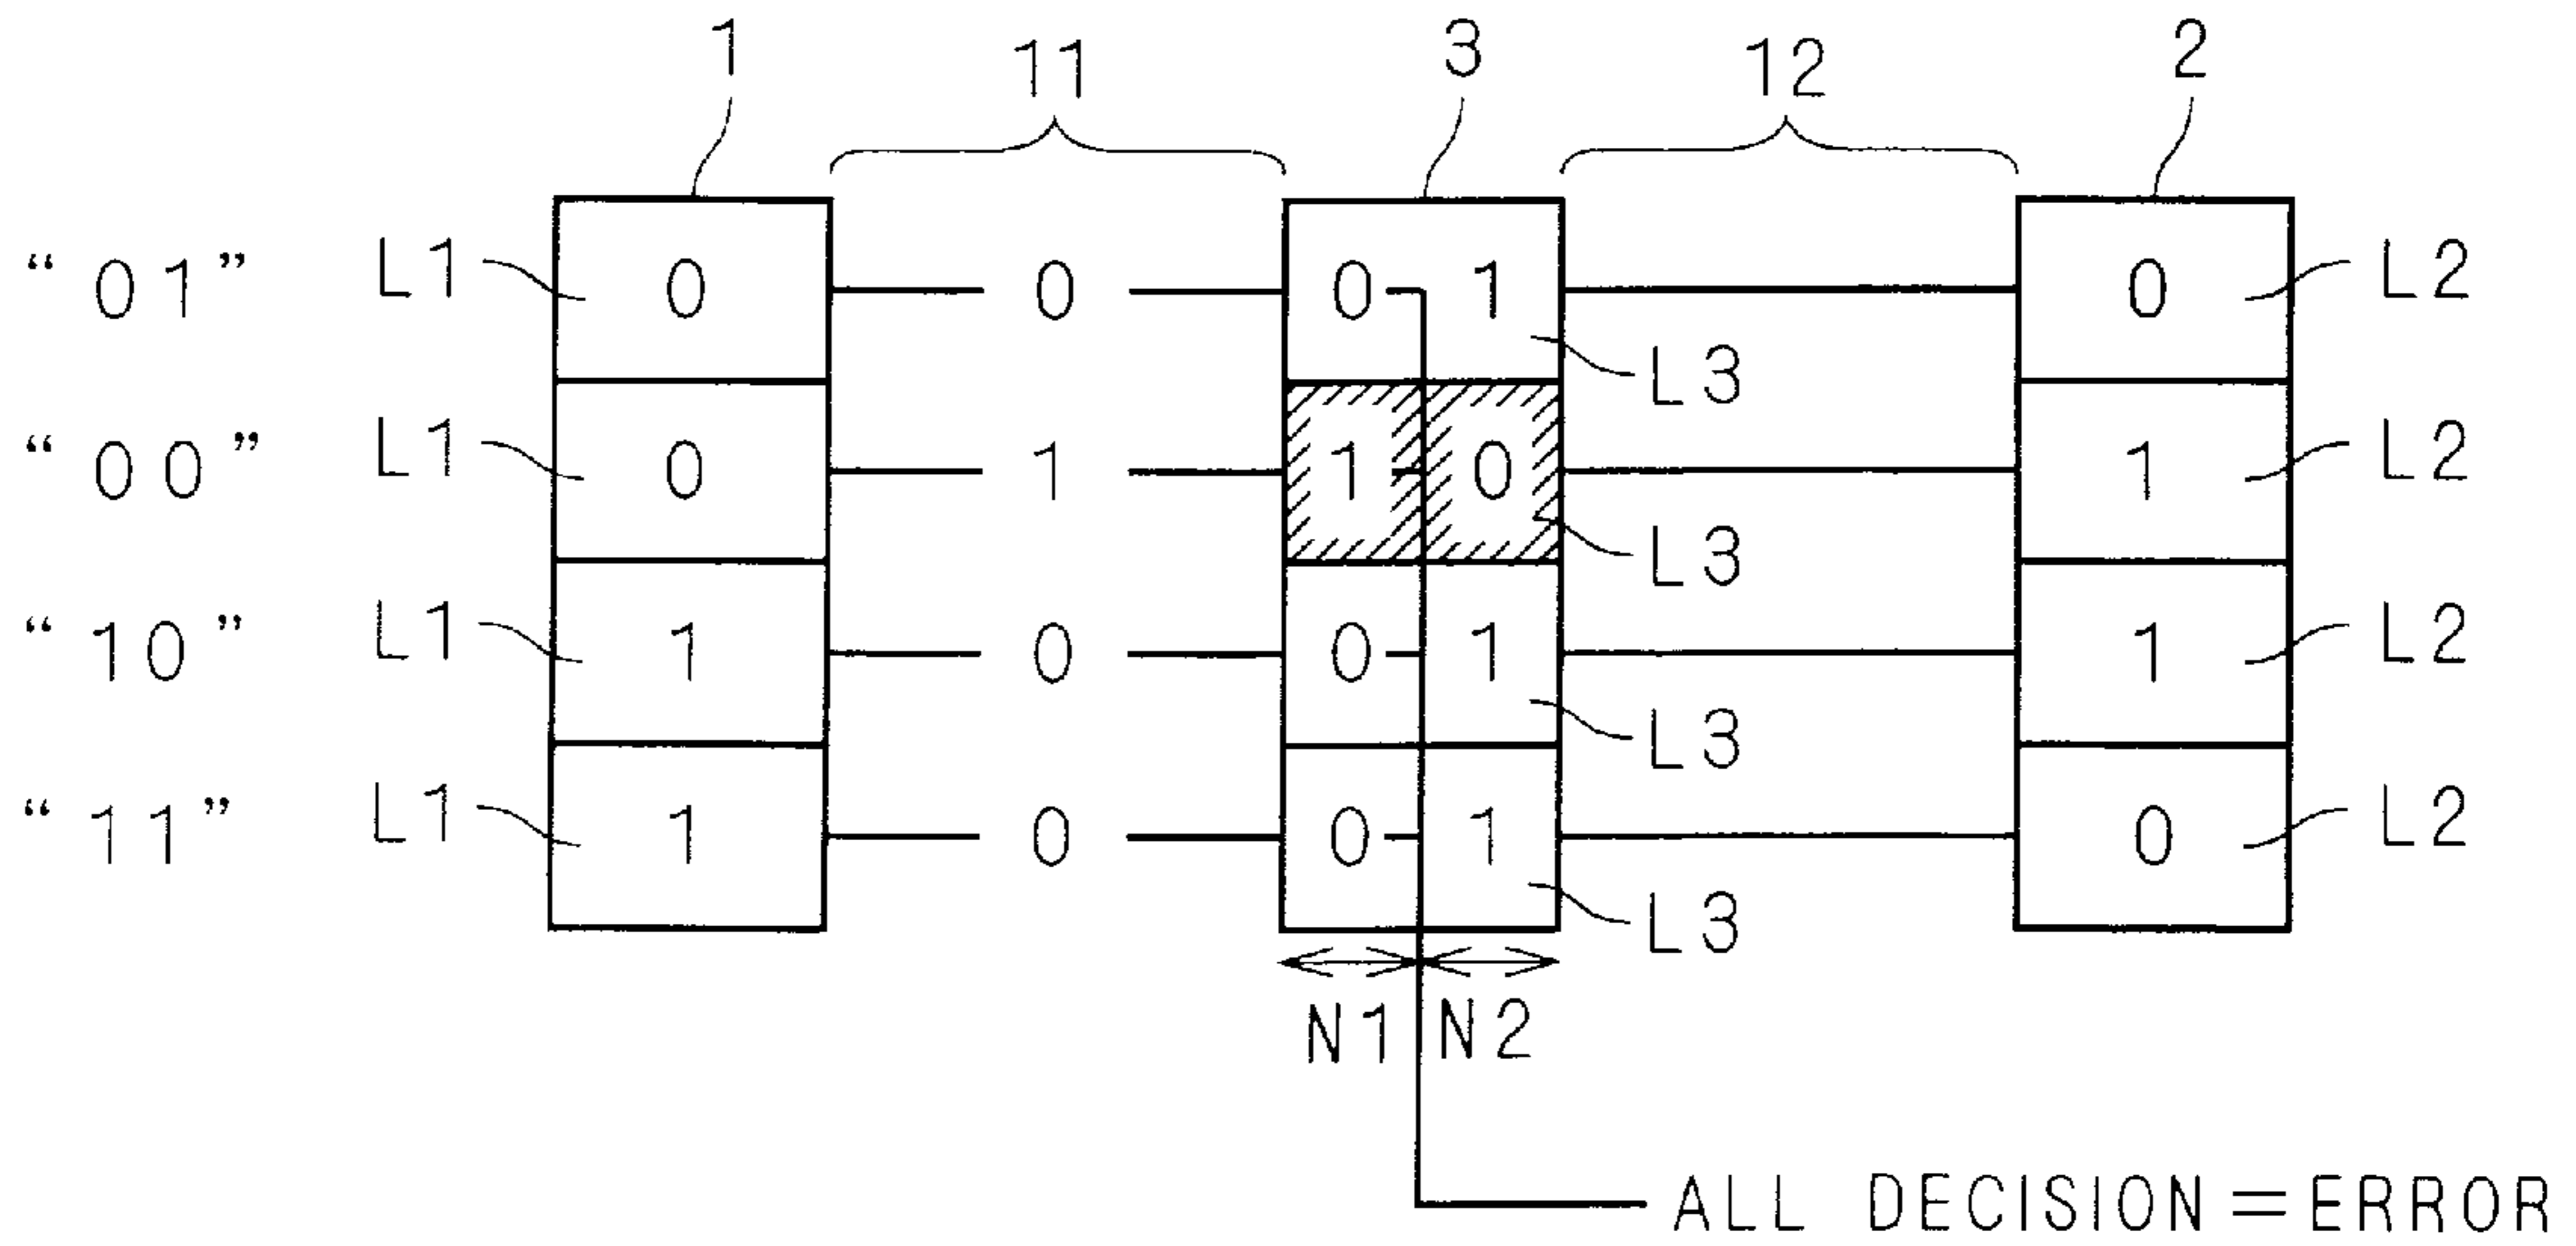 1 11 3 12 2
“01” L1 0 0 0 1 0 L2
L3
“00” L1 0 1 1 0 1 L2
L3
“10” L1 1 0 0 1 1 L2
L3
“11” L1 1 0 0 1 0 L2
L3
N1 N2
ALL DECISION=ERROR